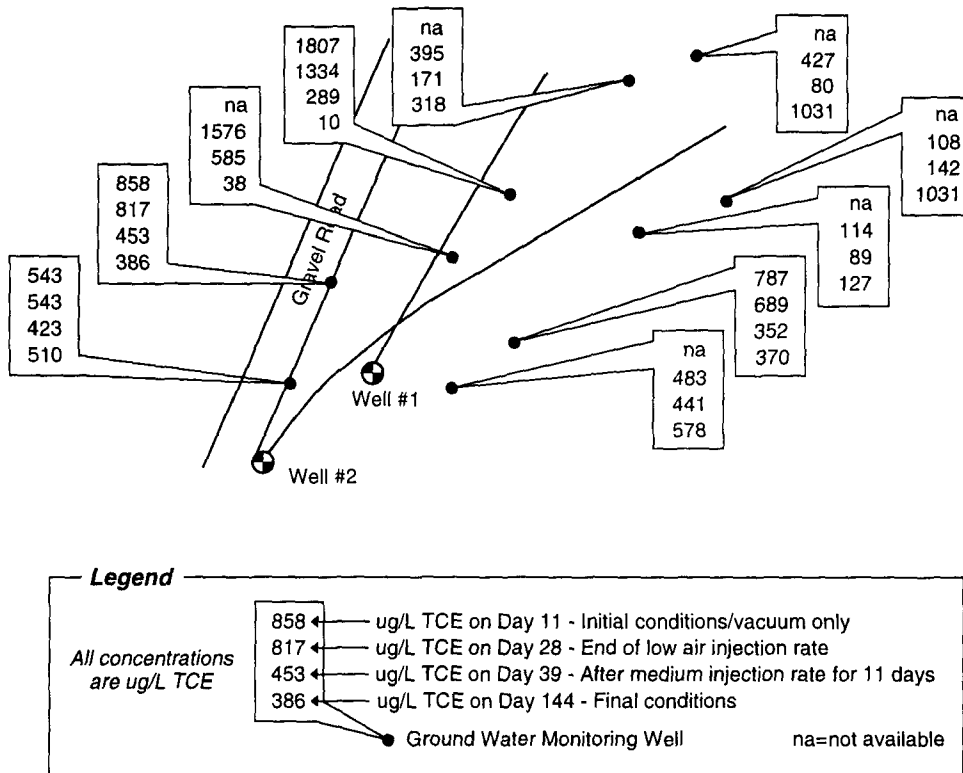 na
395
171
318
na
427
80
1031
1807
1334
289
10
na
1576
585
38
na
108
142
1031
858
817
453
386
na
114
89
127
543
543
423
510
787
689
352
370
na
483
441
578
Gravel Road
Well #1
Well #2
Legend
All concentrations
are ug/L TCE
858 ug/L TCE on Day 11 - Initial conditions/vacuum only
817 ug/L TCE on Day 28 - End of low air injection rate
453 ug/L TCE on Day 39 - After medium injection rate for 11 days
386 ug/L TCE on Day 144 - Final conditions
Ground Water Monitoring Well na=not available